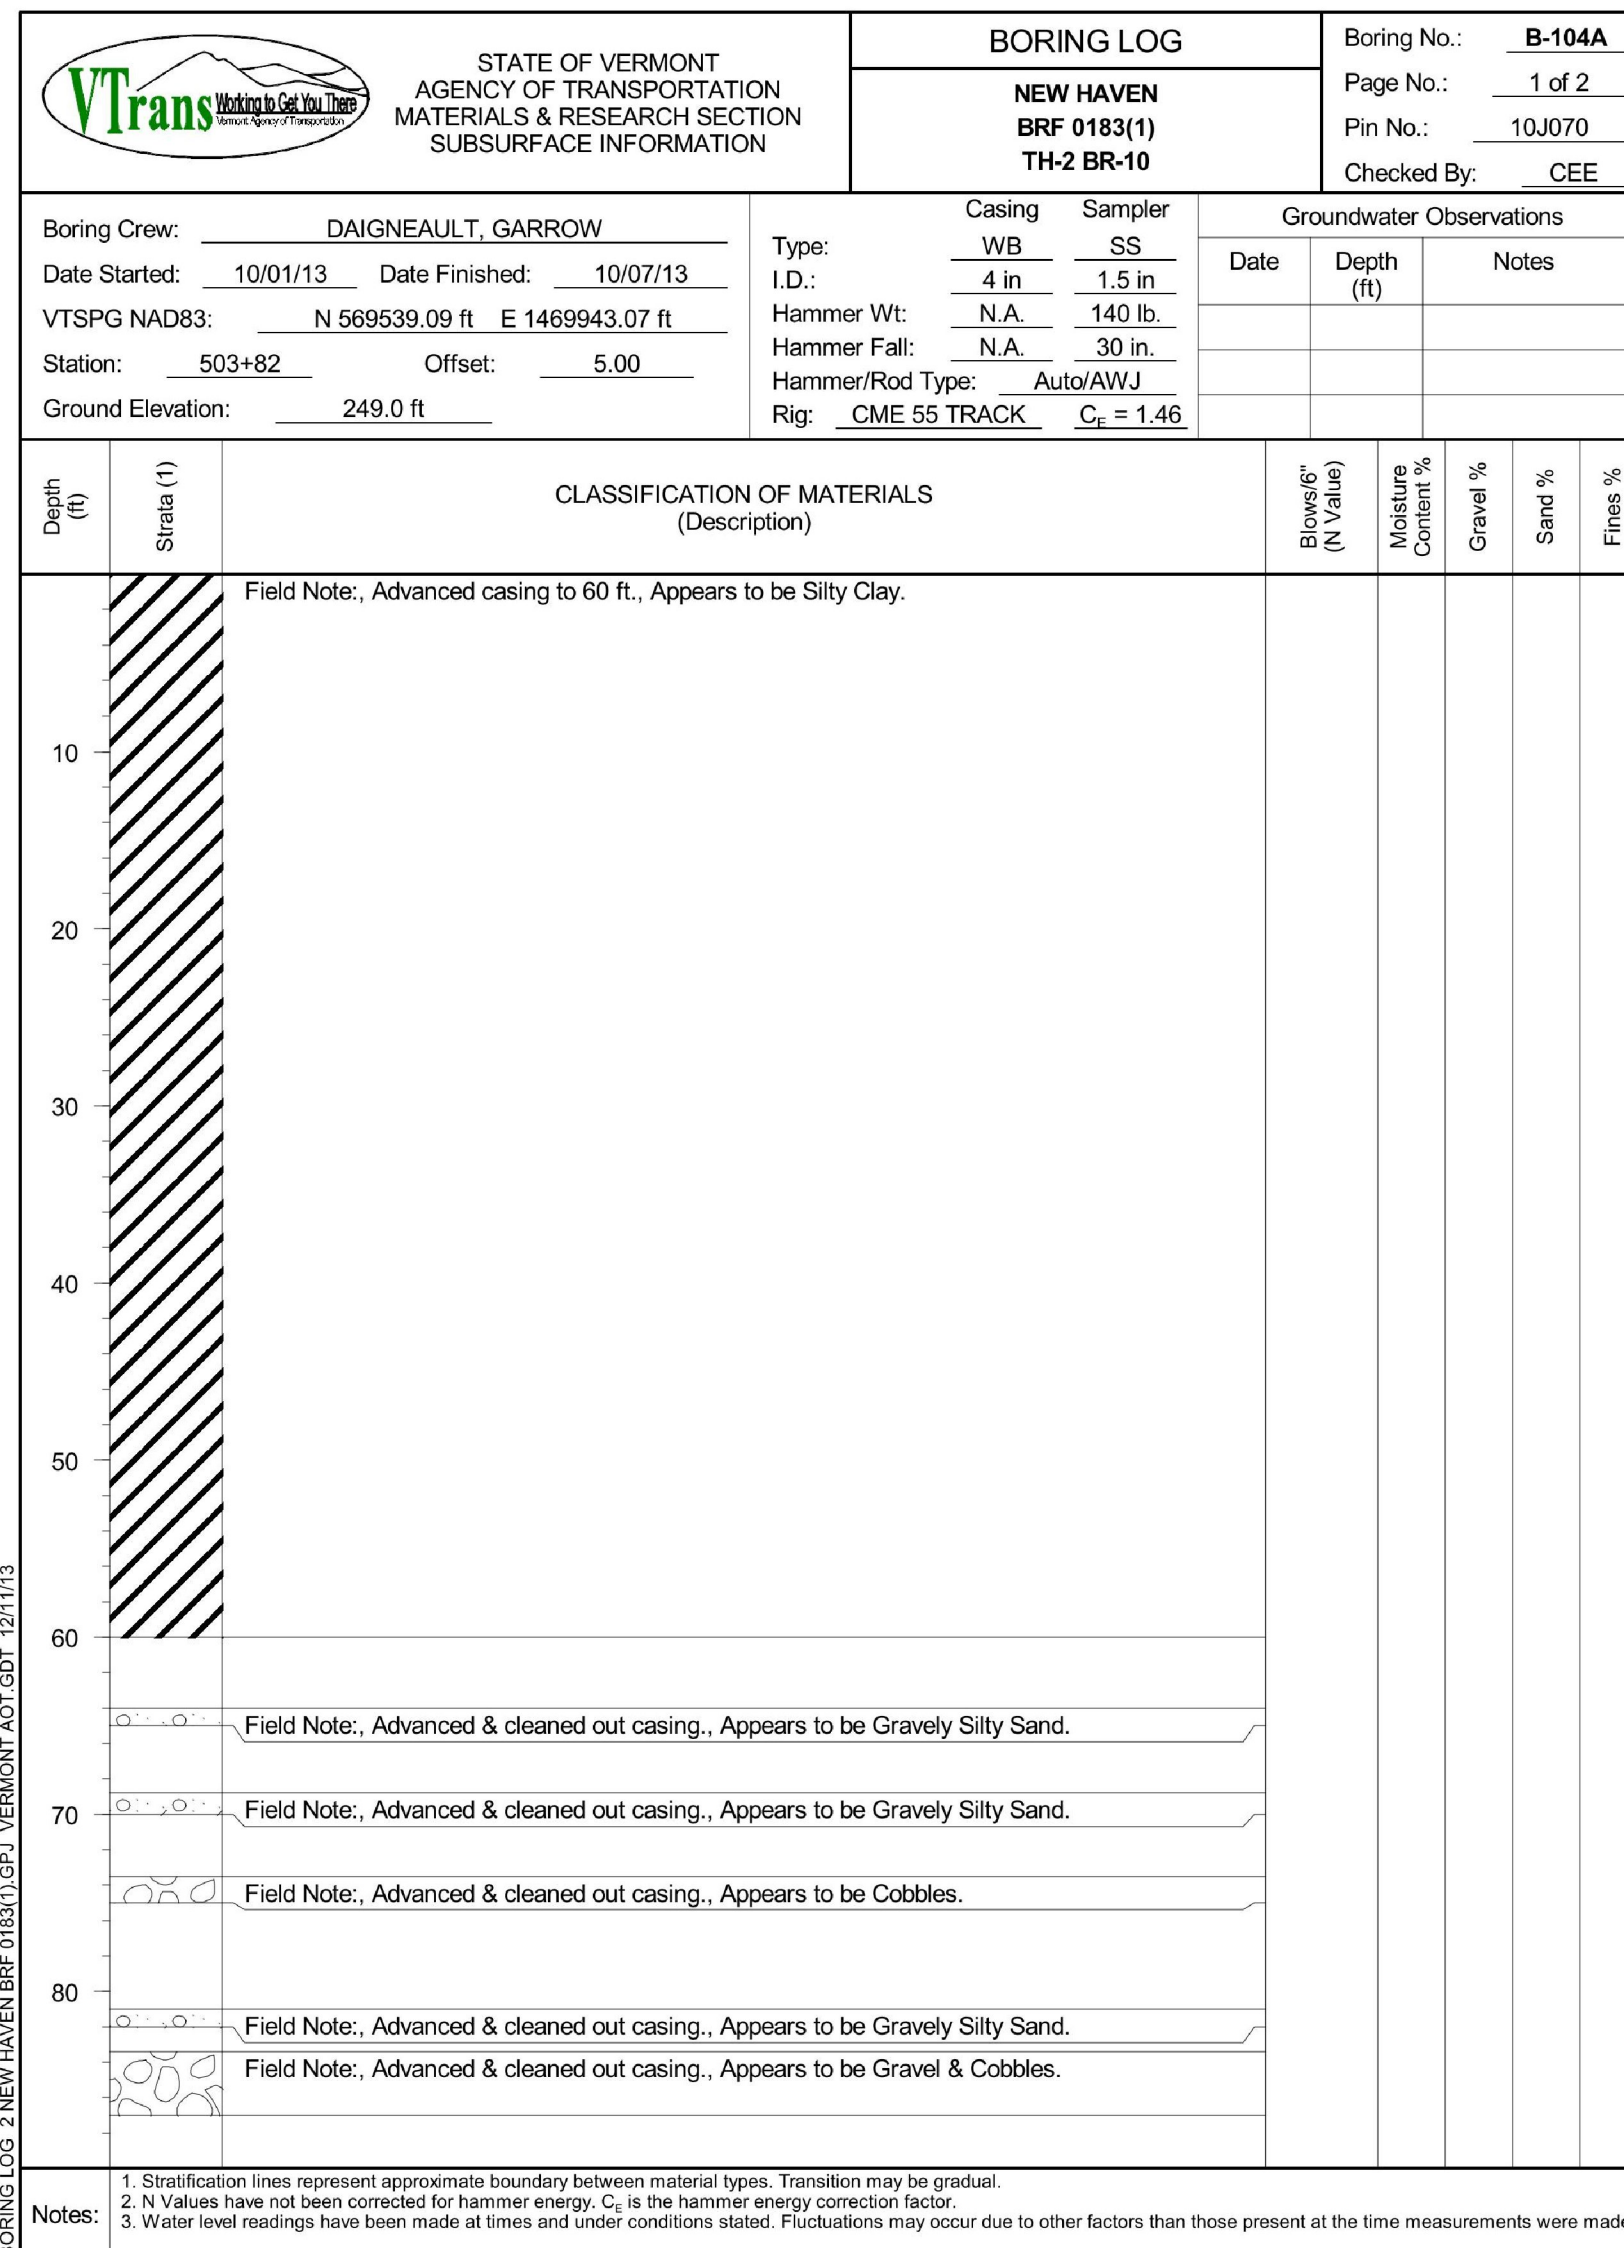 VTrans Working to Get You There
Vermont Agency of Transportation
STATE OF VERMONT
AGENCY OF TRANSPORTATION
MATERIALS & RESEARCH SECTION
SUBSURFACE INFORMATION
BORING LOG
NEW HAVEN
BRF 0183(1)
TH-2 BR-10
Boring No.: B-104A
Page No.: 1 of 2
Pin No.: 10J070
Checked By: CEE
Boring Crew: DAIGNEAULT, GARROW
Date Started: 10/01/13 Date Finished: 10/07/13
VTSPG NAD83: N 569539.09 ft E 1469943.07 ft
Station: 503+82 Offset: 5.00
Ground Elevation: 249.0 ft
Casing Sampler
Type: WB SS
I.D.: 4 in 1.5 in
Hammer Wt: N.A. 140 lb.
Hammer Fall: N.A. 30 in.
Hammer/Rod Type: Auto/AWJ
Rig: CME 55 TRACK CE = 1.46
Groundwater Observations
Date Depth (ft) Notes
Depth (ft)
Strata (1)
CLASSIFICATION OF MATERIALS
(Description)
Blows/6" (N Value)
Moisture Content %
Gravel %
Sand %
Fines %
Field Note:, Advanced casing to 60 ft., Appears to be Silty Clay.
10
20
30
40
50
60
Field Note:, Advanced & cleaned out casing., Appears to be Gravely Silty Sand.
70 Field Note:, Advanced & cleaned out casing., Appears to be Gravely Silty Sand.
Field Note:, Advanced & cleaned out casing., Appears to be Cobbles.
80
Field Note:, Advanced & cleaned out casing., Appears to be Gravely Silty Sand.
Field Note:, Advanced & cleaned out casing., Appears to be Gravel & Cobbles.
Notes:
1. Stratification lines represent approximate boundary between material types. Transition may be gradual.
2. N Values have not been corrected for hammer energy. CE is the hammer energy correction factor.
3. Water level readings have been made at times and under conditions stated. Fluctuations may occur due to other factors than those present at the time measurements were made
BORING LOG 2 NEW HAVEN BRF 0183(1).GPJ VERMONT AOT.GDT 12/11/13